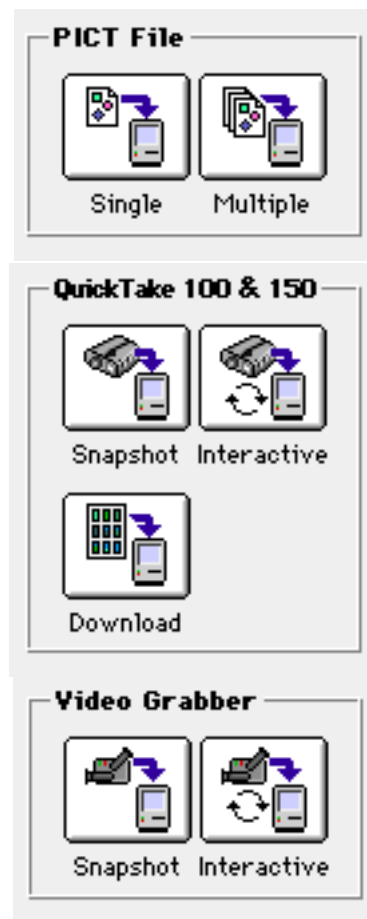 PICT File
Single Multiple
QuickTake 100 & 150
Snapshot Interactive
Download
Video Grabber
Snapshot Interactive